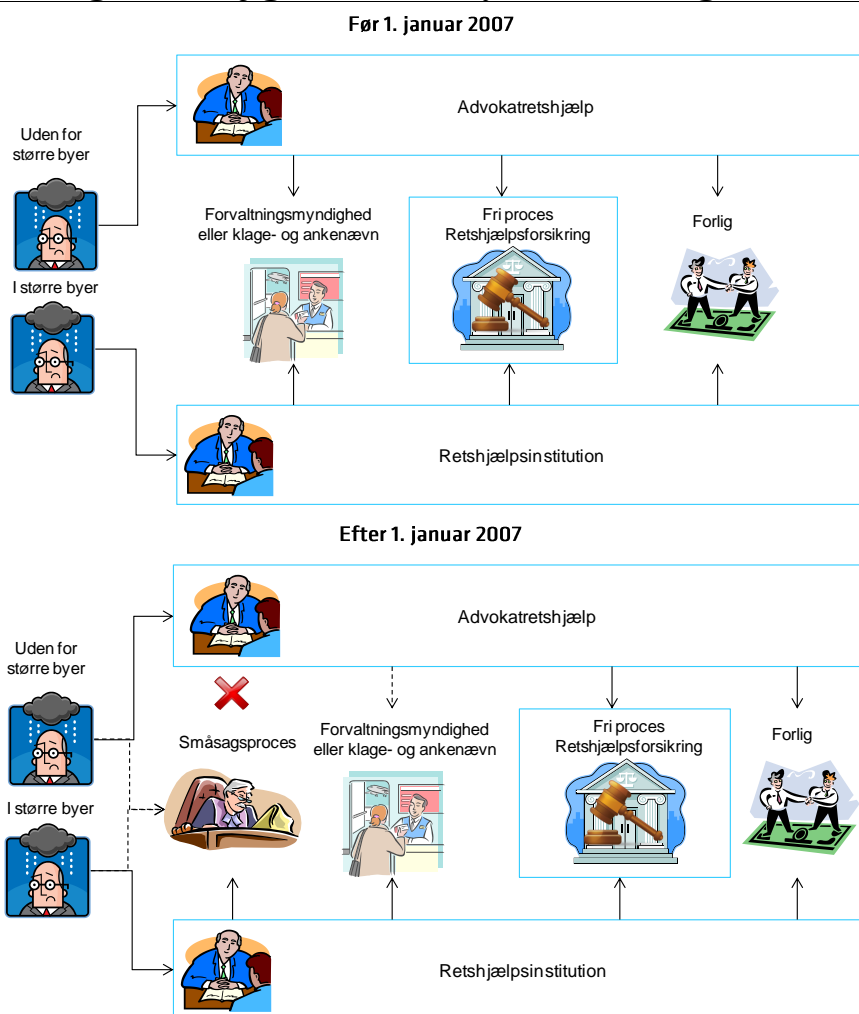 Før 1. januar 2007
Advokatretshjælp
Uden for
større byer
Forvaltningsmyndighed
eller klage- og ankenævn
Fri proces
Retshjælpsforsikring
Forlig
I større byer
Retshjælpsinstitution
Efter 1. januar 2007
Advokatretshjælp
Uden for
større byer
Småsagsproces
Forvaltningsmyndighed
eller klage- og ankenævn
Fri proces
Retshjælpsforsikring
Forlig
I større byer
Retshjælpsinstitution